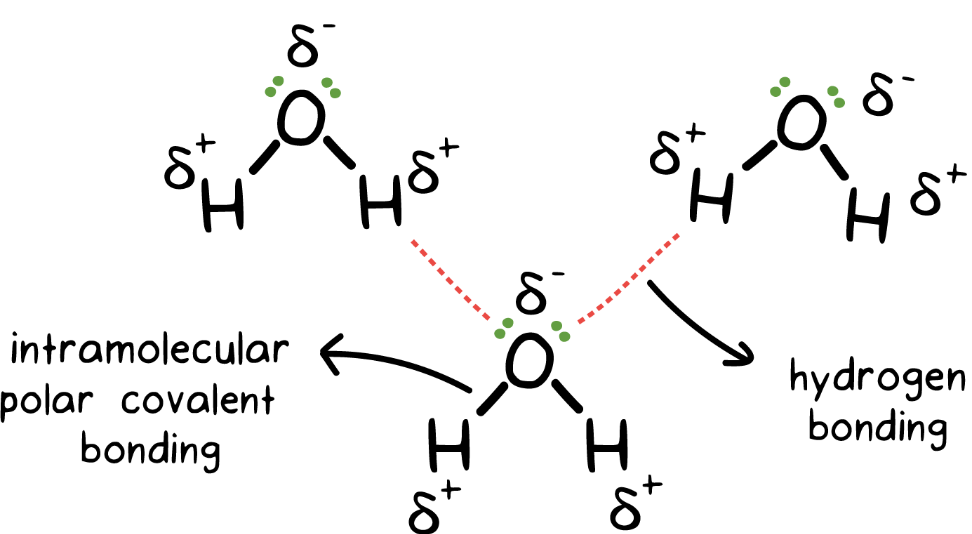 δ⁻
δ⁺ O δ⁺
H H
O δ⁻
δ⁺ H H δ⁺
δ⁻
O
H H
δ⁺ δ⁺
intramolecular
polar covalent
bonding
hydrogen
bonding